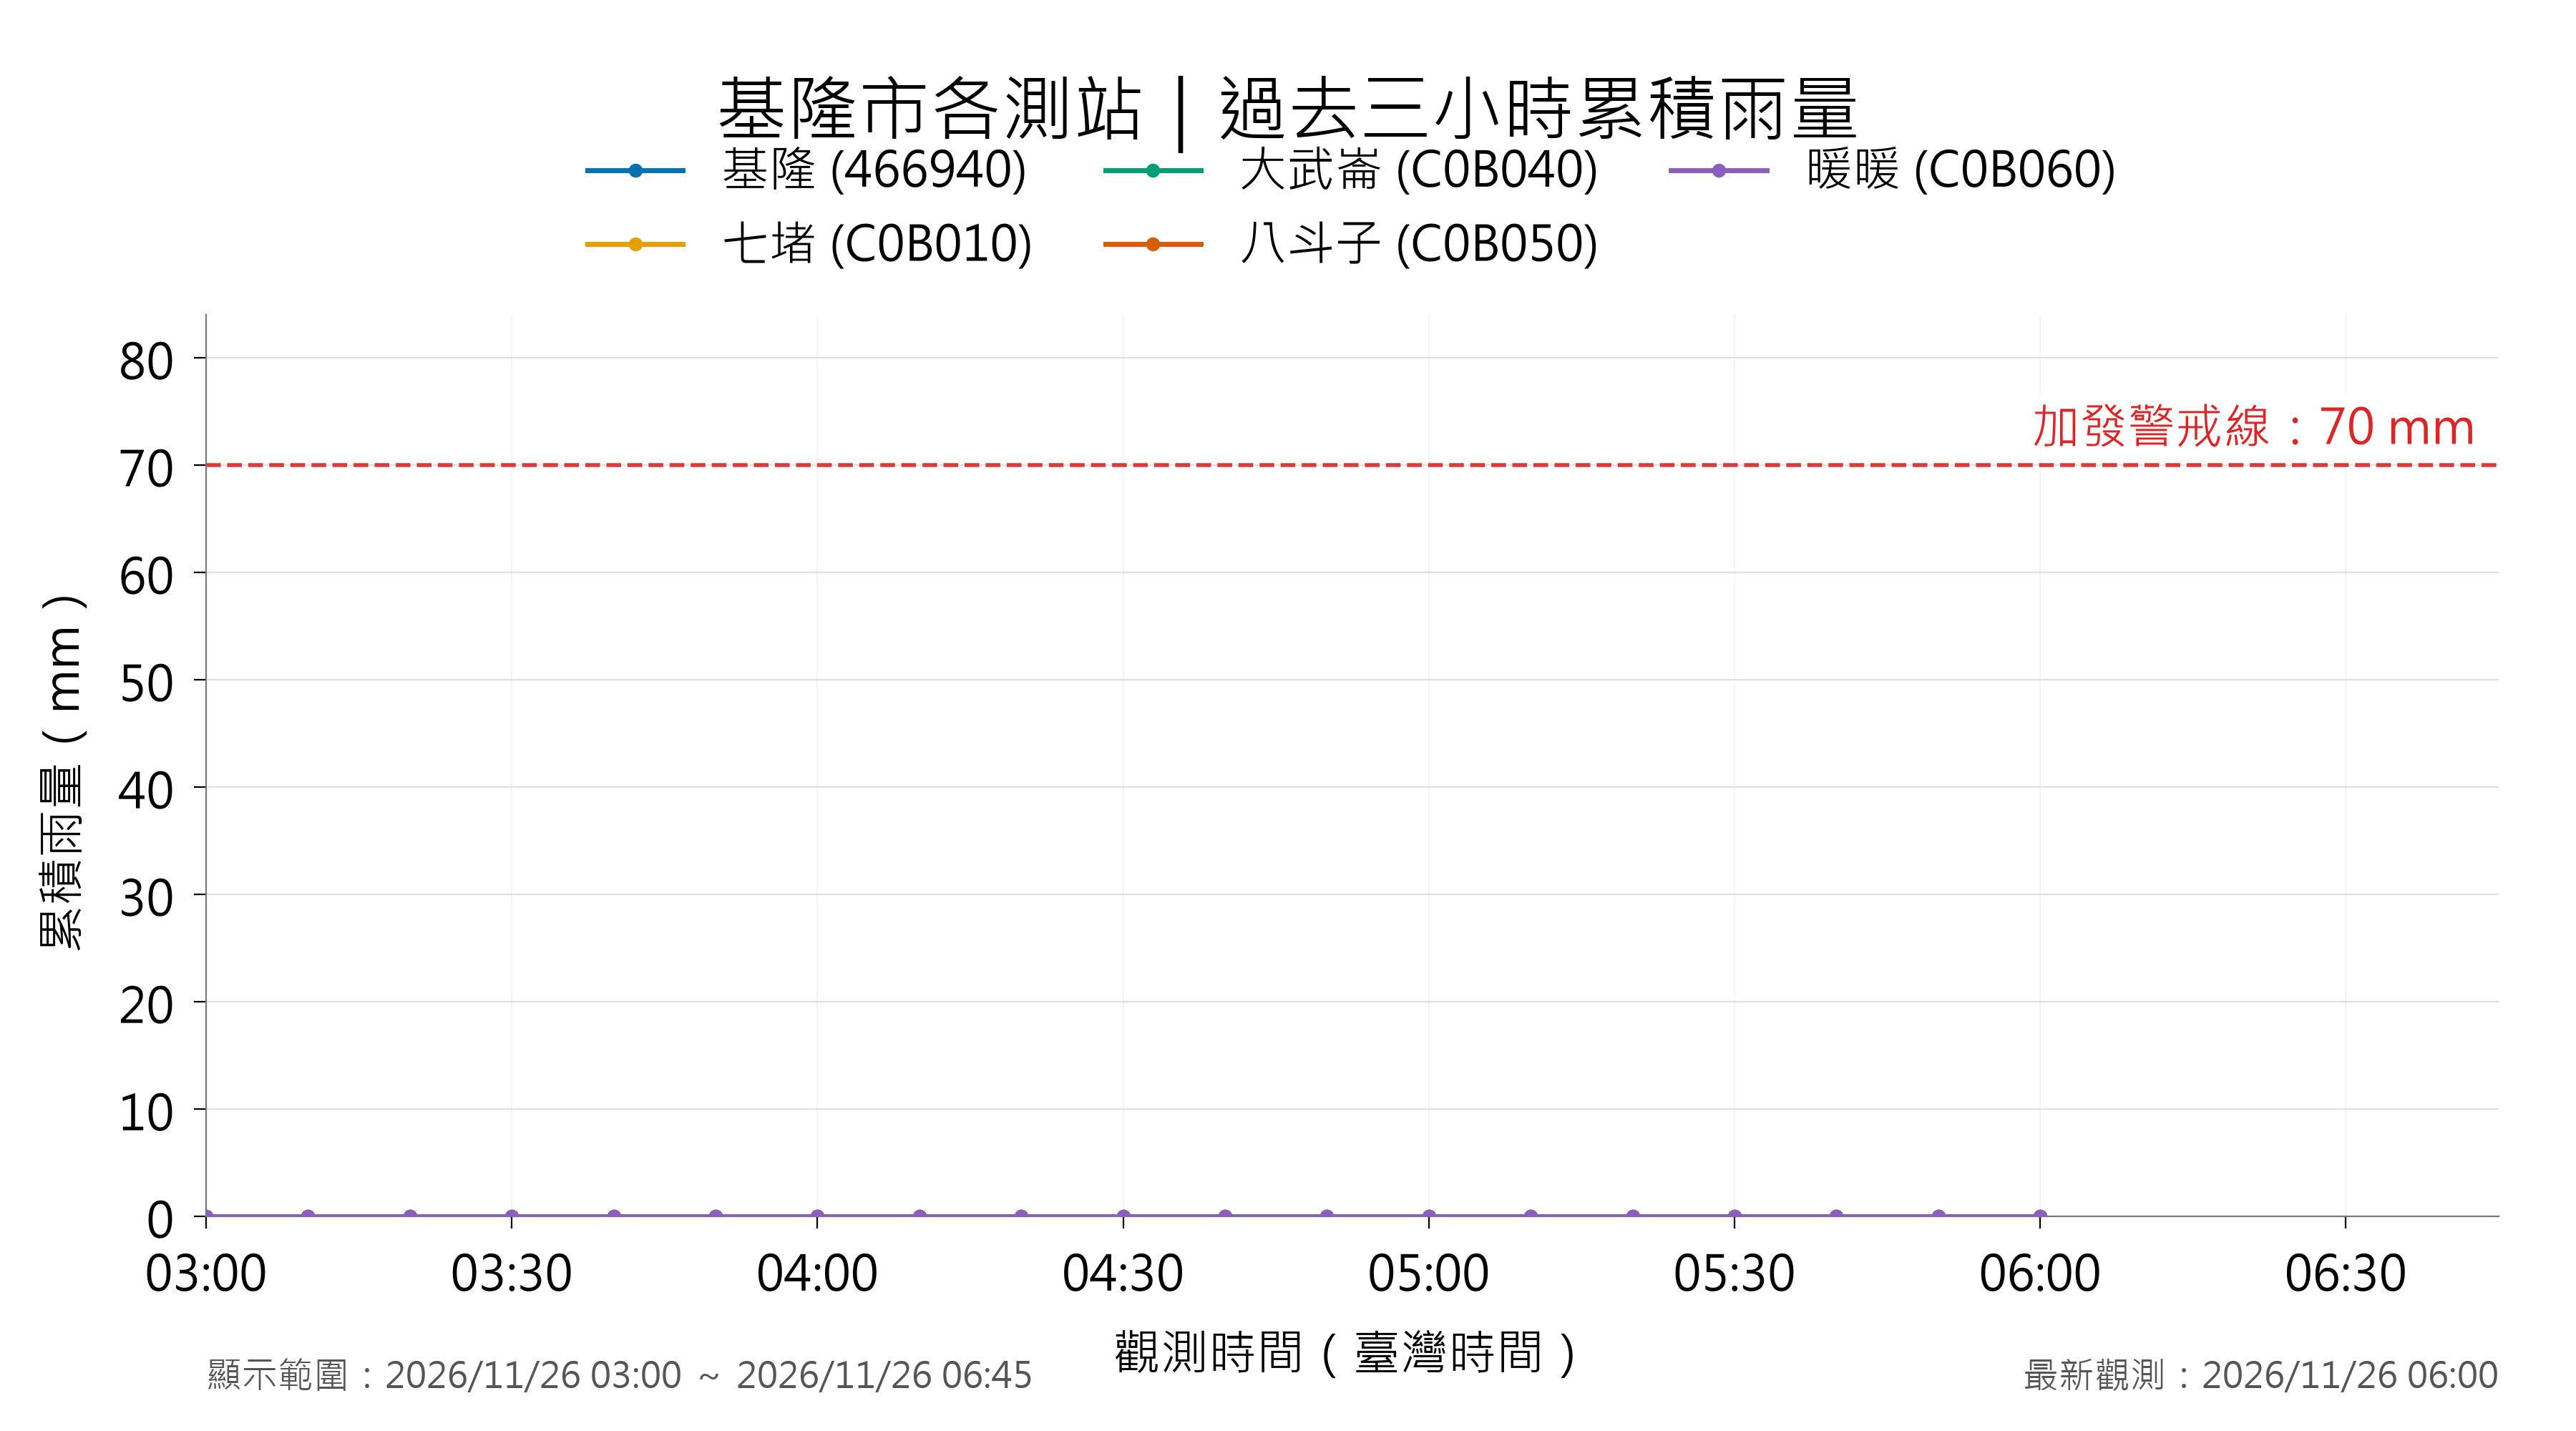 基隆市各測站｜過去三小時累積雨量
基隆 (466940)
七堵 (C0B010)
大武崙 (C0B040)
八斗子 (C0B050)
暖暖 (C0B060)
累積雨量（mm）
80
70
60
50
40
30
20
10
0
加發警戒線：70 mm
03:00 03:30 04:00 04:30 05:00 05:30 06:00 06:30
觀測時間（臺灣時間）
顯示範圍：2026/11/26 03:00 ~ 2026/11/26 06:45
最新觀測：2026/11/26 06:00